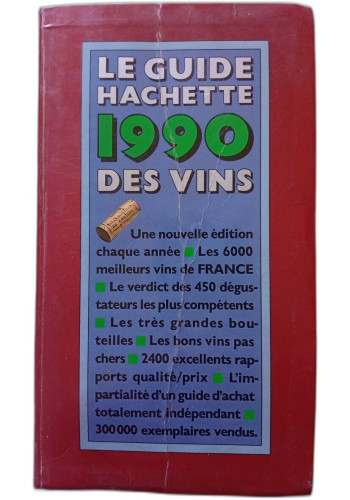 LE GUIDE
HACHETTE
1990
DES VINS
Une nouvelle édition
chaque année ■ Les 6000
meilleurs vins de FRANCE
■ Le verdict des 450 dégus-
tateurs les plus compétents
■ Les très grandes bou-
teilles ■ Les bons vins pas
chers ■ 2400 excellents rap-
ports qualité/prix ■ L'im-
partialité d'un guide d'achat
totalement indépendant ■
300000 exemplaires vendus.